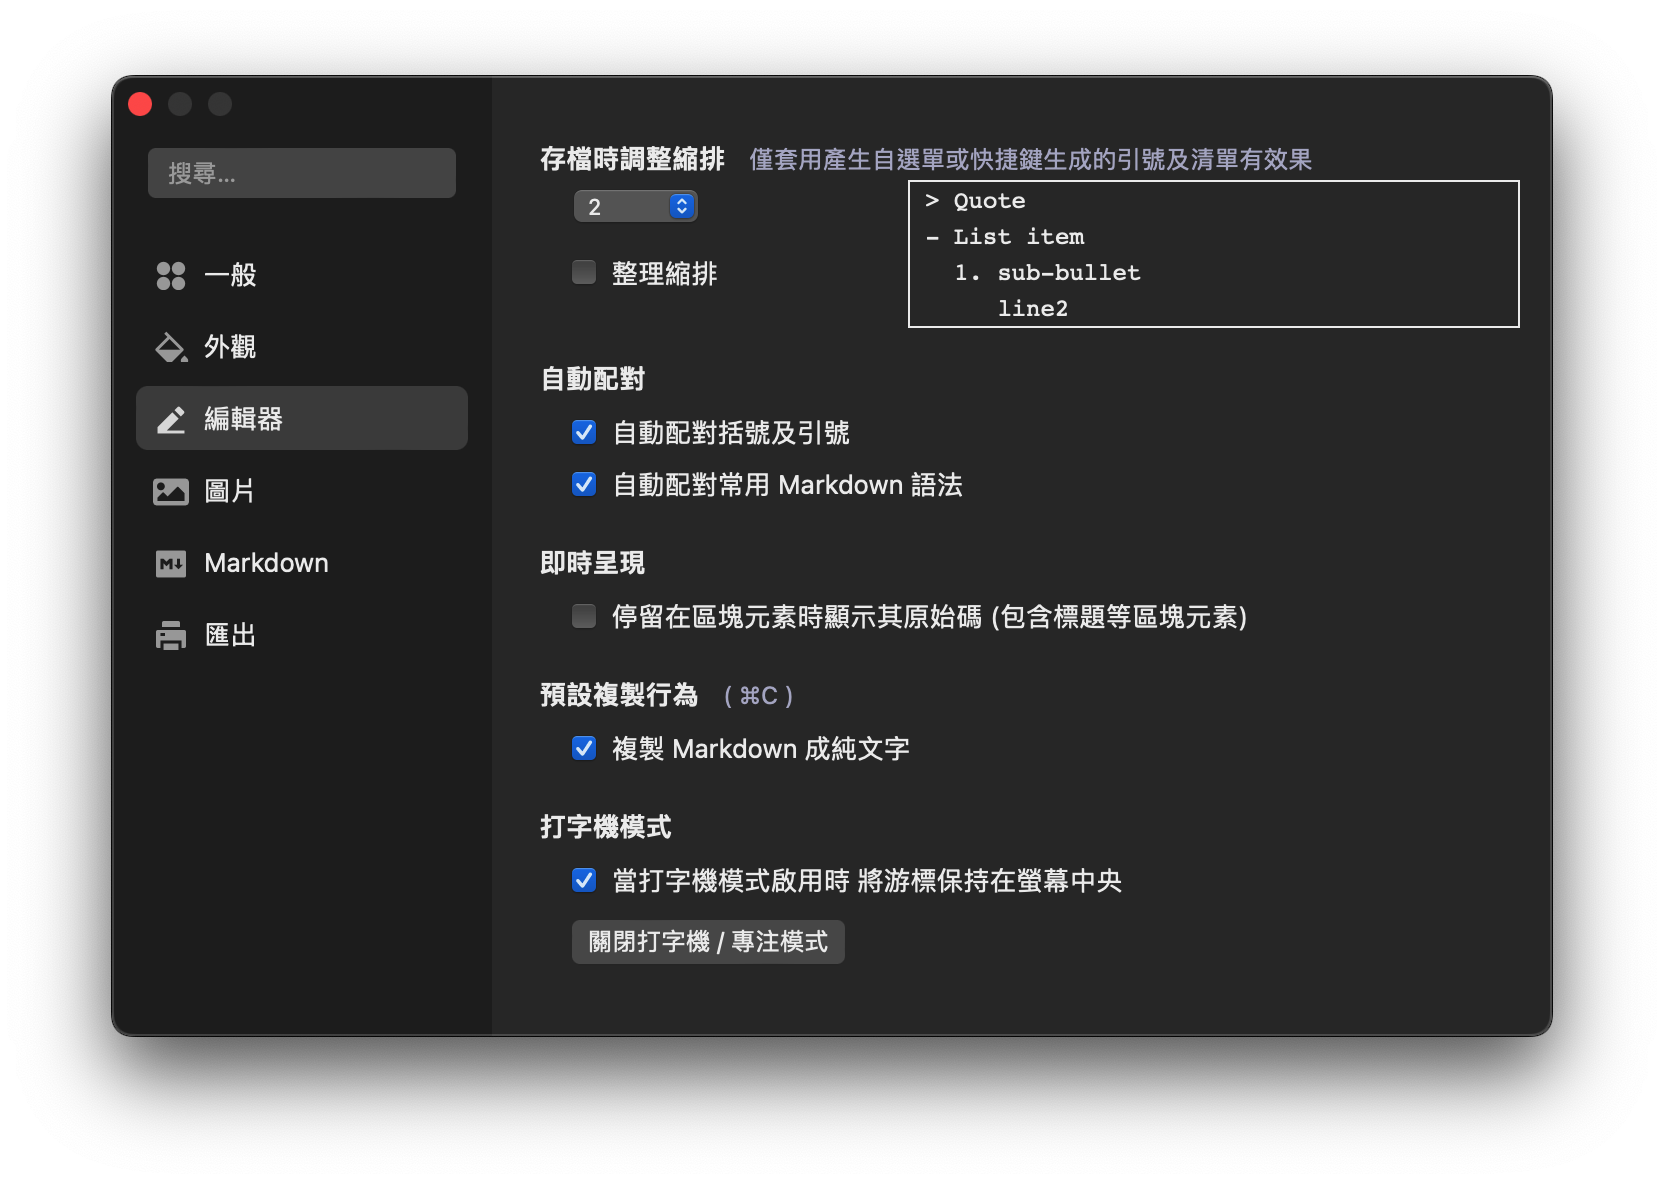 搜尋...
一般
外觀
編輯器
圖片
Markdown
匯出
存檔時調整縮排 僅套用產生自選單或快捷鍵生成的引號及清單有效果
2
整理縮排
> Quote
- List item
1. sub-bullet
line2
自動配對
自動配對括號及引號
自動配對常用 Markdown 語法
即時呈現
停留在區塊元素時顯示其原始碼 (包含標題等區塊元素)
預設複製行為 ( ⌘C )
複製 Markdown 成純文字
打字機模式
當打字機模式啟用時 將游標保持在螢幕中央
關閉打字機 / 專注模式